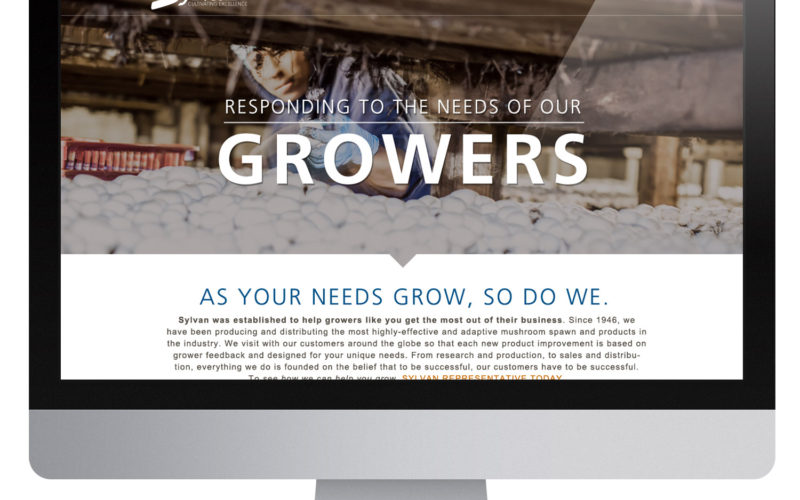 CULTIVATING EXCELLENCE
RESPONDING TO THE NEEDS OF OUR
GROWERS
AS YOUR NEEDS GROW, SO DO WE.
Sylvan was established to help growers like you get the most out of their business. Since 1946, we
have been producing and distributing the most highly-effective and adaptive mushroom spawn and products in
the industry. We visit with our customers around the globe so that each new product improvement is based on
grower feedback and designed for your unique needs. From research and production, to sales and distribu-
tion, everything we do is founded on the belief that to be successful, our customers have to be successful.
To see how we can help you grow, SYLVAN REPRESENTATIVE TODAY